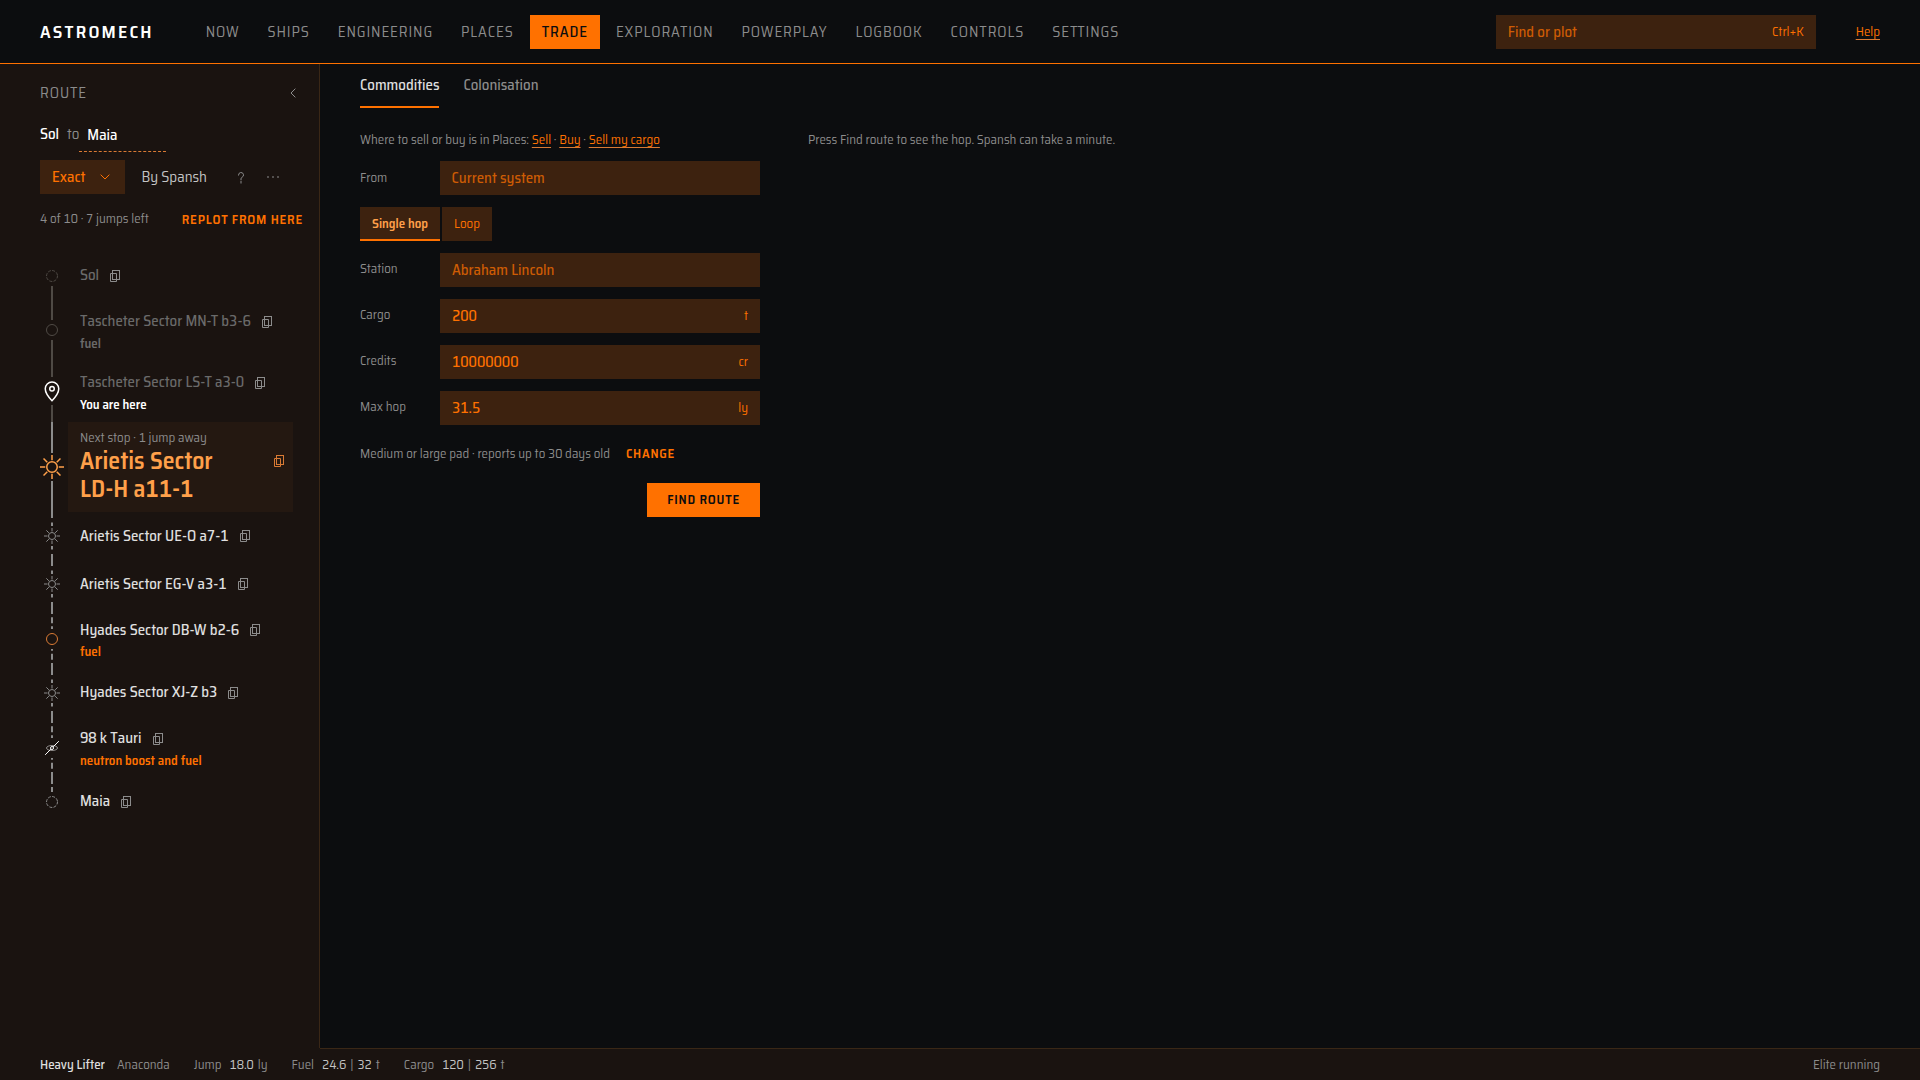 ASTROMECH NOW SHIPS ENGINEERING PLACES TRADE EXPLORATION POWERPLAY LOGBOOK CONTROLS SETTINGS Find or plot Ctrl+K Help
ROUTE
Sol to Maia
Exact By Spansh ? ···
4 of 10 · 7 jumps left REPLOT FROM HERE
Sol
Tascheter Sector MN-T b3-6
fuel
Tascheter Sector LS-T a3-0
You are here
Next stop · 1 jump away
Arietis Sector
LD-H a11-1
Arietis Sector UE-O a7-1
Arietis Sector EG-V a3-1
Hyades Sector DB-W b2-6
fuel
Hyades Sector XJ-Z b3
98 k Tauri
neutron boost and fuel
Maia
Commodities Colonisation
Where to sell or buy is in Places: Sell · Buy · Sell my cargo
From Current system
Single hop Loop
Station Abraham Lincoln
Cargo 200 t
Credits 10000000 cr
Max hop 31.5 ly
Medium or large pad · reports up to 30 days old CHANGE
FIND ROUTE
Press Find route to see the hop. Spansh can take a minute.
Heavy Lifter Anaconda Jump 18.0 ly Fuel 24.6 | 32 t Cargo 120 | 256 t Elite running